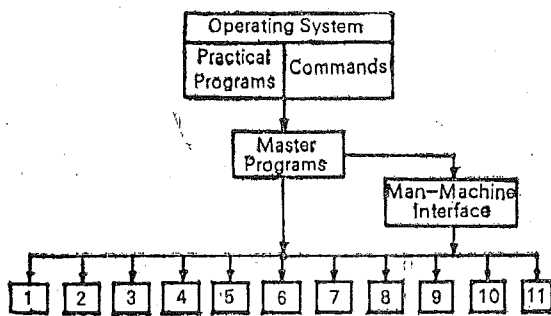 Operating System
Practical Programs
Commands
Master Programs
Man-Machine Interface
1 2 3 4 5 6 7 8 9 10 11